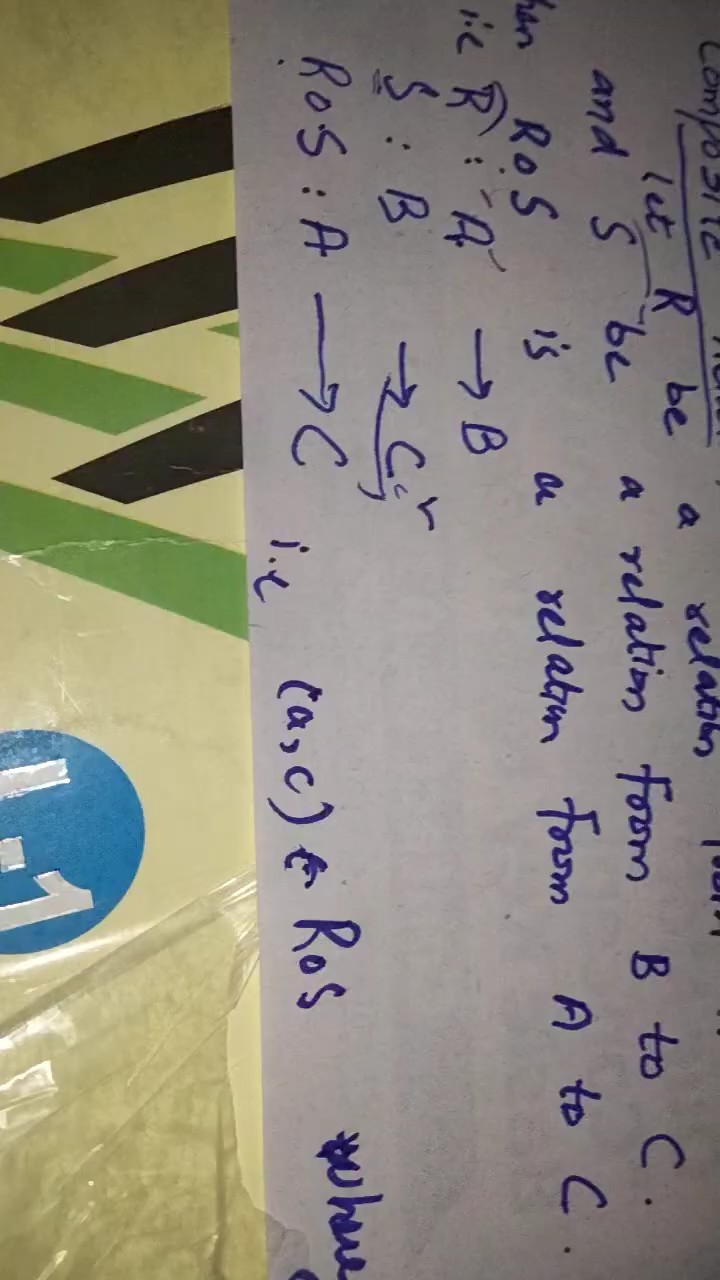 Composite
Let R be a relation from
and S be a relation from B to C.
then RoS is a relation from A to C.
i.e R : A → B
S : B → C
RoS : A → C i.e (a,c) ∈ RoS where